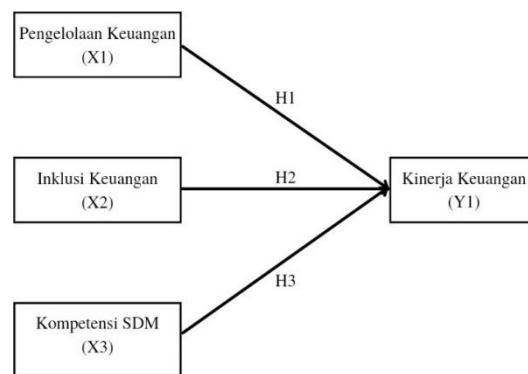 Pengelolaan Keuangan
(X1)
H1
Inklusi Keuangan
(X2)
H2
Kinerja Keuangan
(Y1)
H3
Kompetensi SDM
(X3)